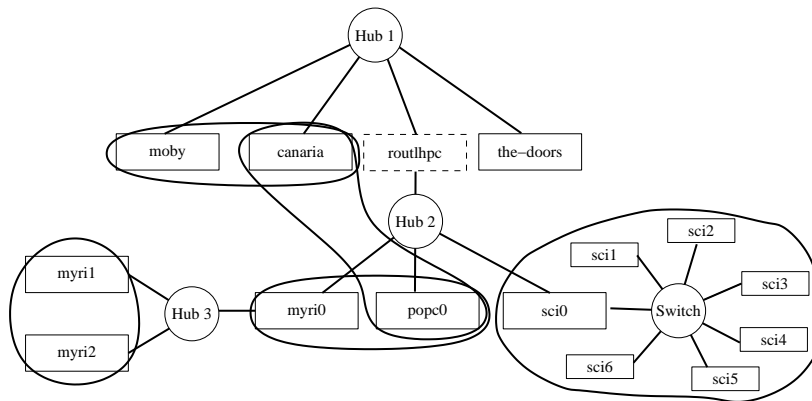 Hub 1
moby
canaria
routlhpc
the-doors
Hub 2
sci2
sci1
myri1
sci3
Hub 3
myri0
popc0
sci0
Switch
myri2
sci4
sci6
sci5